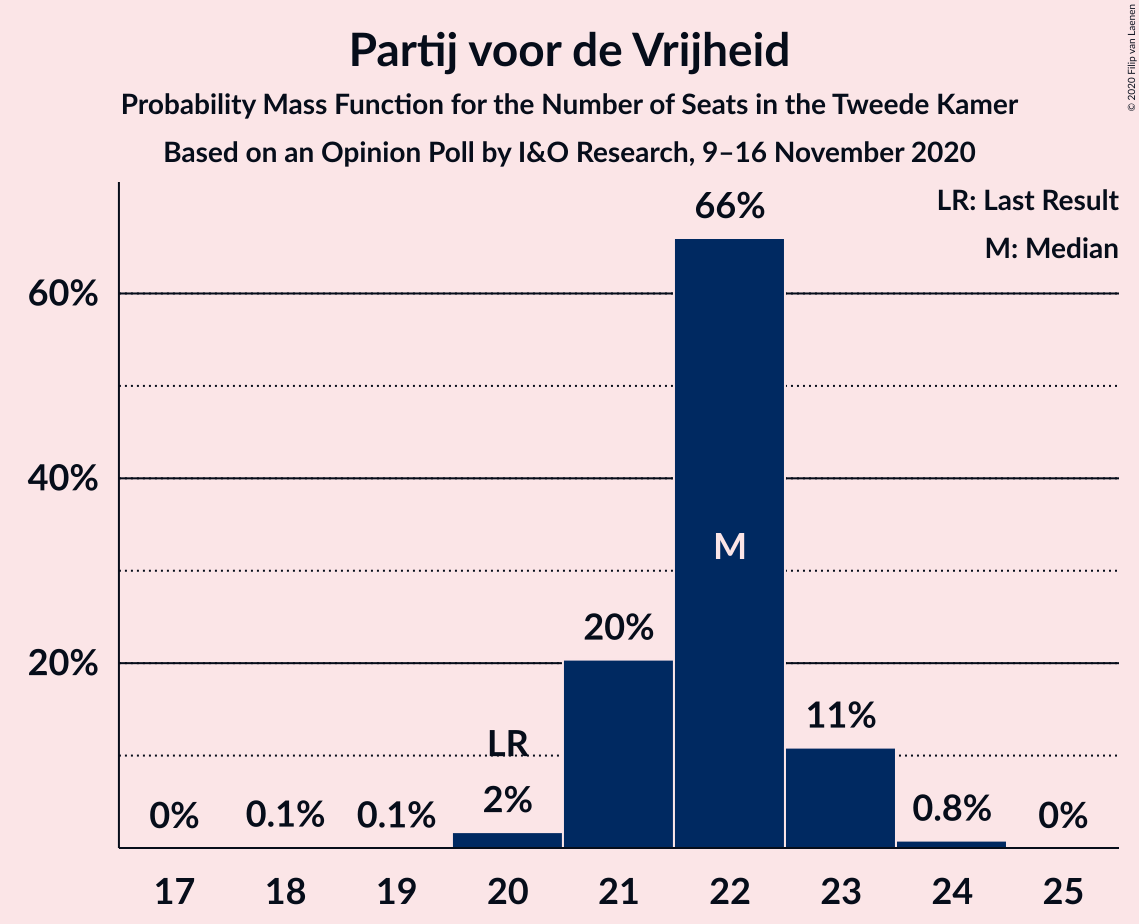 Partij voor de Vrijheid
Probability Mass Function for the Number of Seats in the Tweede Kamer
Based on an Opinion Poll by I&O Research, 9–16 November 2020
© 2020 Filip van Laenen
LR: Last Result
M: Median
66%
60%
40%
M
20%
20%
11%
LR
2%
0%
0.1%
0.1%
0.8%
0%
17 18 19 20 21 22 23 24 25